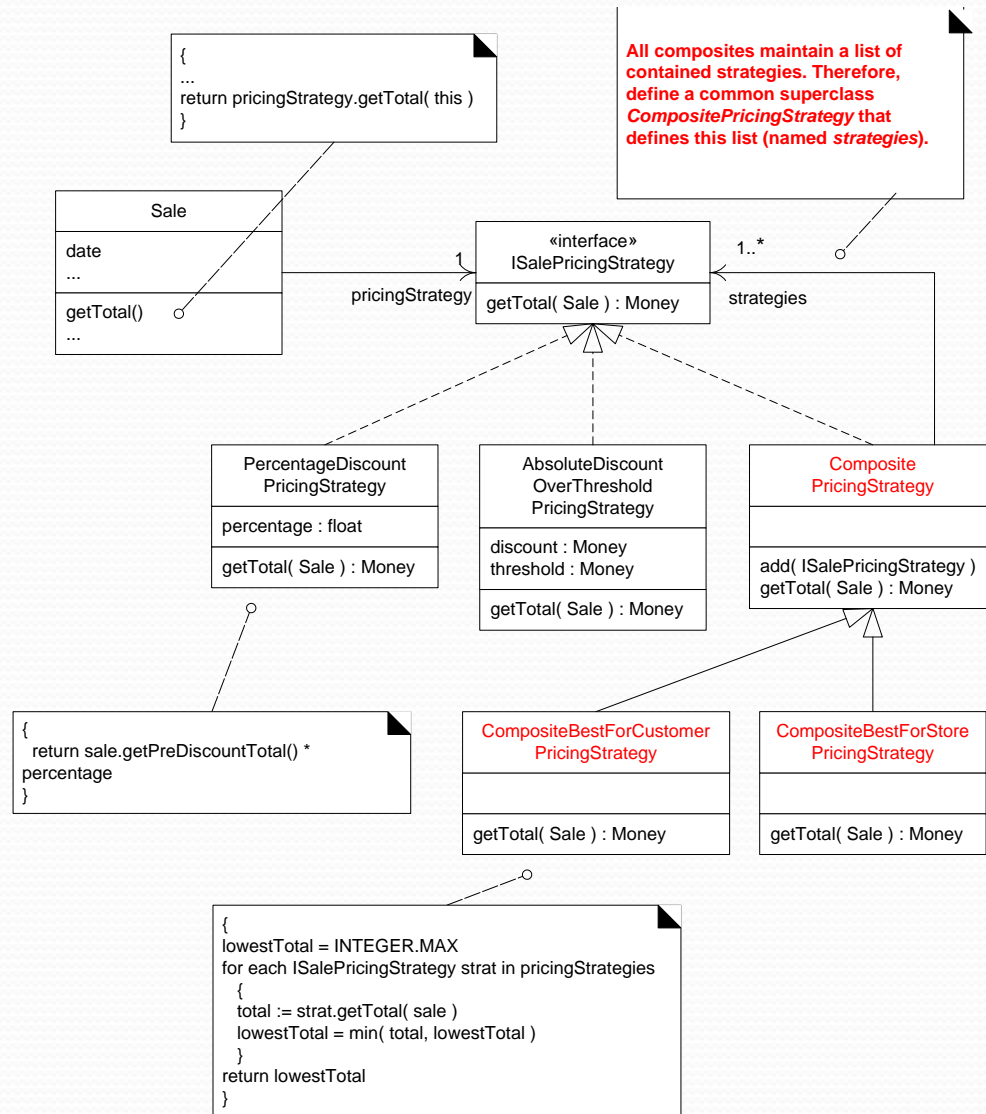 {
...
return pricingStrategy.getTotal( this )
}
All composites maintain a list of
contained strategies. Therefore,
define a common superclass
CompositePricingStrategy that
defines this list (named strategies).
Sale
date
...
getTotal()
...
1
pricingStrategy
«interface»
ISalePricingStrategy
getTotal( Sale ) : Money
1..*
strategies
PercentageDiscount
PricingStrategy
percentage : float
getTotal( Sale ) : Money
AbsoluteDiscount
OverThreshold
PricingStrategy
discount : Money
threshold : Money
getTotal( Sale ) : Money
Composite
PricingStrategy
add( ISalePricingStrategy )
getTotal( Sale ) : Money
{
return sale.getPreDiscountTotal() *
percentage
}
CompositeBestForCustomer
PricingStrategy
getTotal( Sale ) : Money
CompositeBestForStore
PricingStrategy
getTotal( Sale ) : Money
{
lowestTotal = INTEGER.MAX
for each ISalePricingStrategy strat in pricingStrategies
{
total := strat.getTotal( sale )
lowestTotal = min( total, lowestTotal )
}
return lowestTotal
}